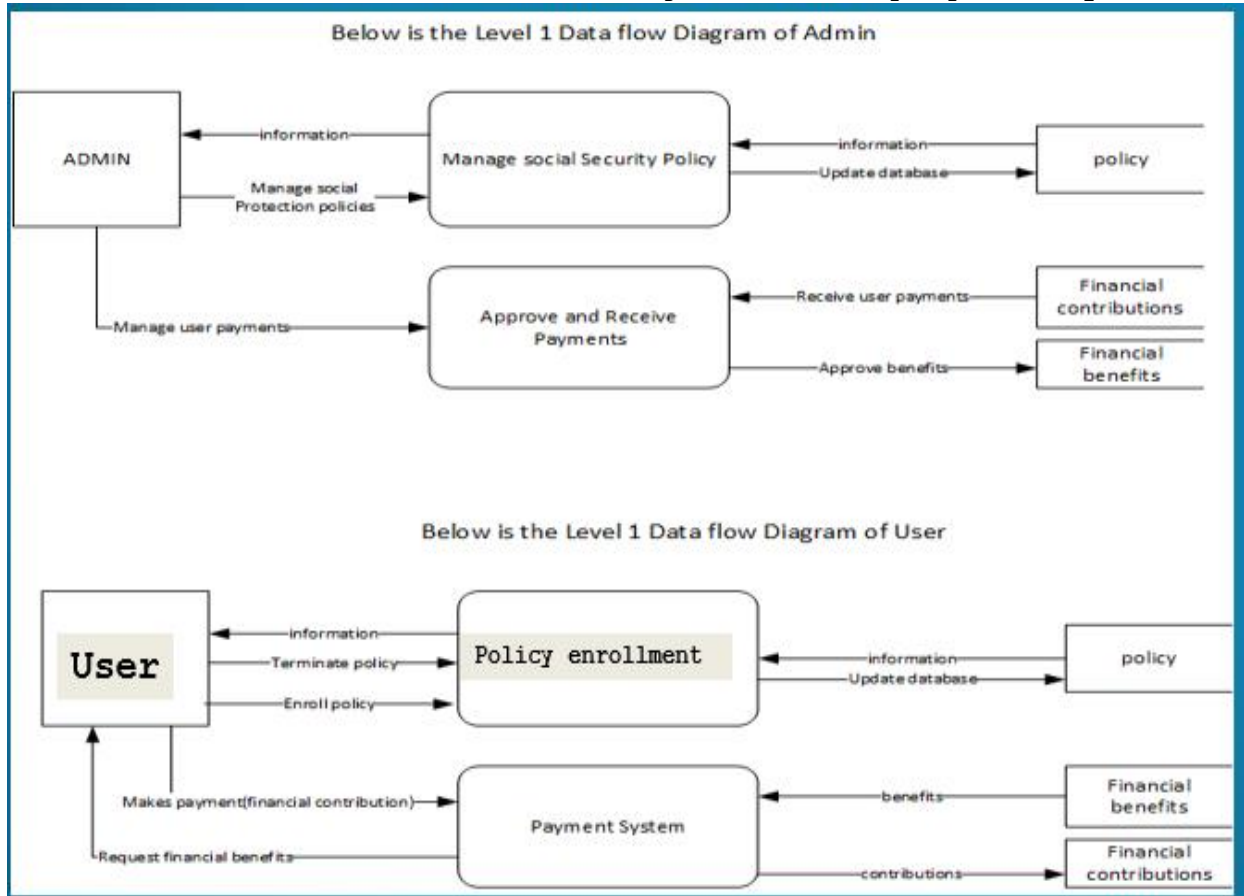 Below is the Level 1 Data flow Diagram of Admin
ADMIN
information
Manage social
Protection policies
Manage social Security Policy
information
Update database
policy
Manage user payments
Approve and Receive
Payments
Receive user payments
Approve benefits
Financial
contributions
Financial
benefits
Below is the Level 1 Data flow Diagram of User
User
information
Terminate policy
Enroll policy
Policy enrollment
information
Update database
policy
Makes payment(financial contribution)
Request financial benefits
Payment System
benefits
contributions
Financial
benefits
Financial
contributions